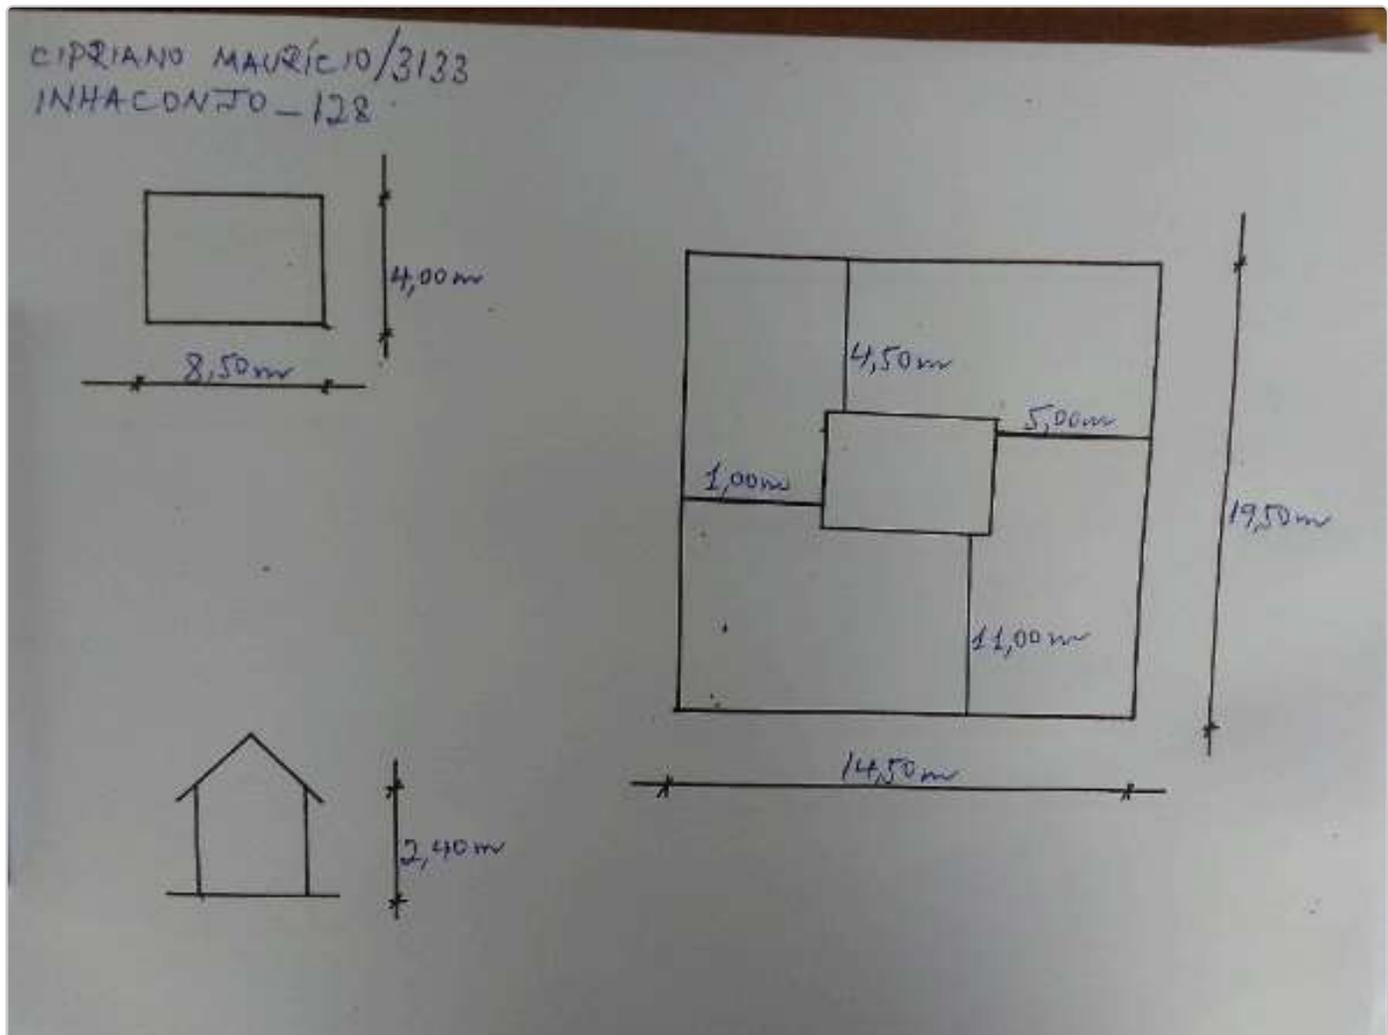 CIPRIANO MAURÍCIO/3133
INHACONJO_128
4,00m
8,50m
4,50m
5,00m
1,00m
19,50m
11,00m
14,50m
2,40m